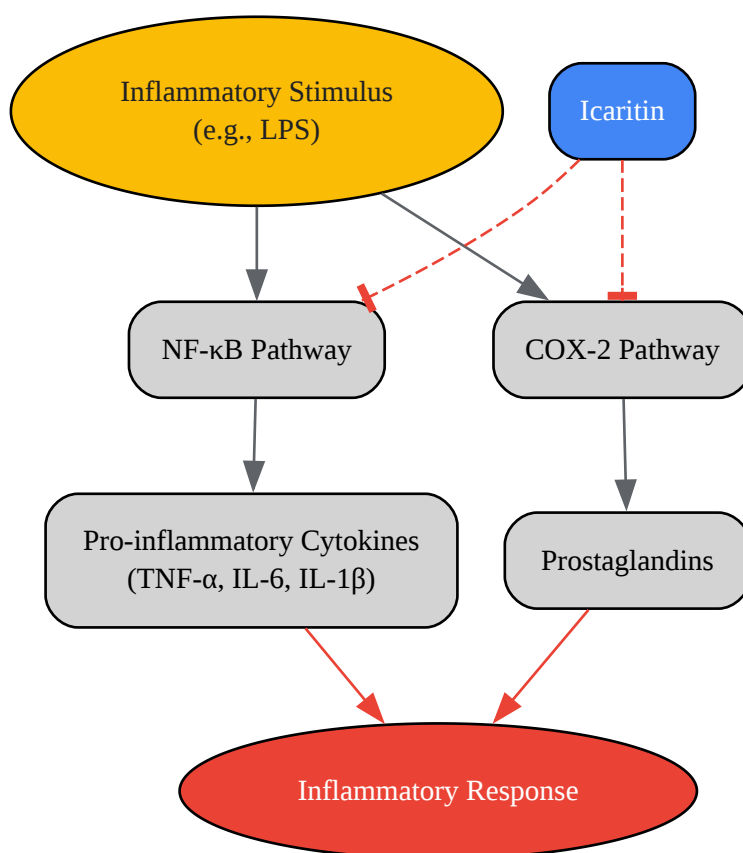 Inflammatory Stimulus
(e.g., LPS)
Icaritin
NF-κB Pathway
COX-2 Pathway
Pro-inflammatory Cytokines
(TNF-α, IL-6, IL-1β)
Prostaglandins
Inflammatory Response